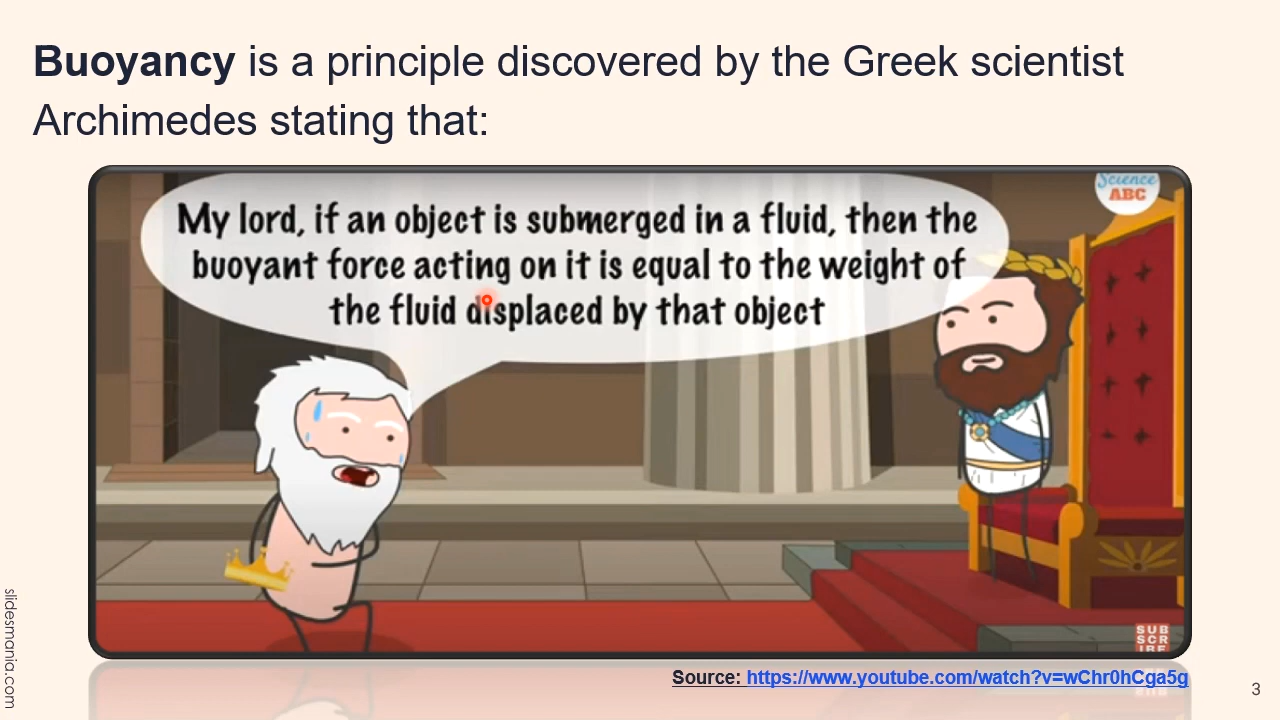 Buoyancy is a principle discovered by the Greek scientist
Archimedes stating that:
Science
ABC
My lord, if an object is submerged in a fluid, then the
buoyant force acting on it is equal to the weight of
the fluid displaced by that object
SUB
SCR
IBE
Source: https://www.youtube.com/watch?v=wChr0hCga5g
slidesmania.com
3